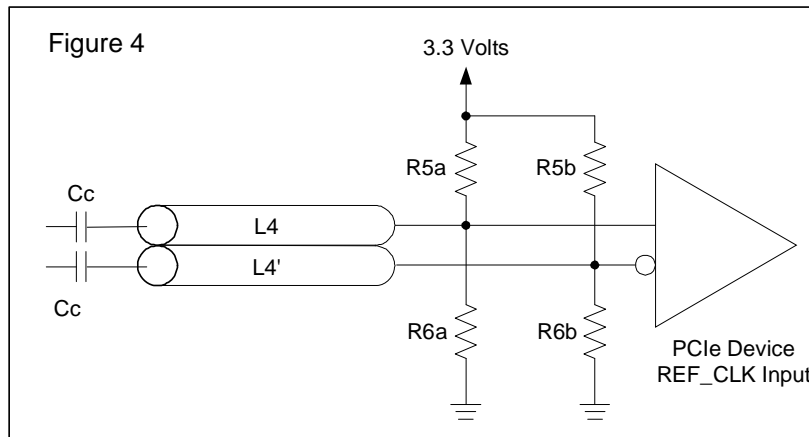 Figure 4
3.3 Volts
R5a
R5b
Cc
L4
L4'
Cc
R6a
R6b
PCIe Device
REF_CLK Input